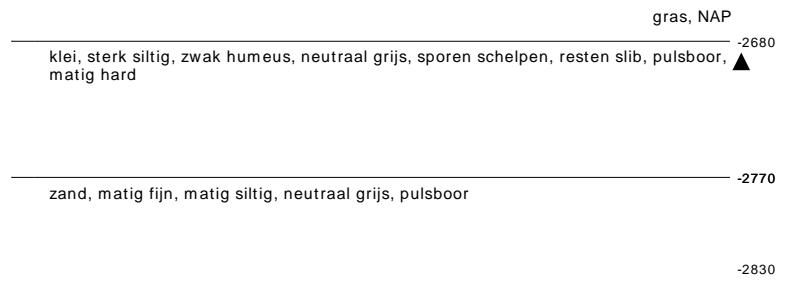 gras, NAP
-2680
klei, sterk siltig, zwak humeus, neutraal grijs, sporen schelpen, resten slib, pulsboor,
matig hard
-2770
zand, matig fijn, matig siltig, neutraal grijs, pulsboor
-2830